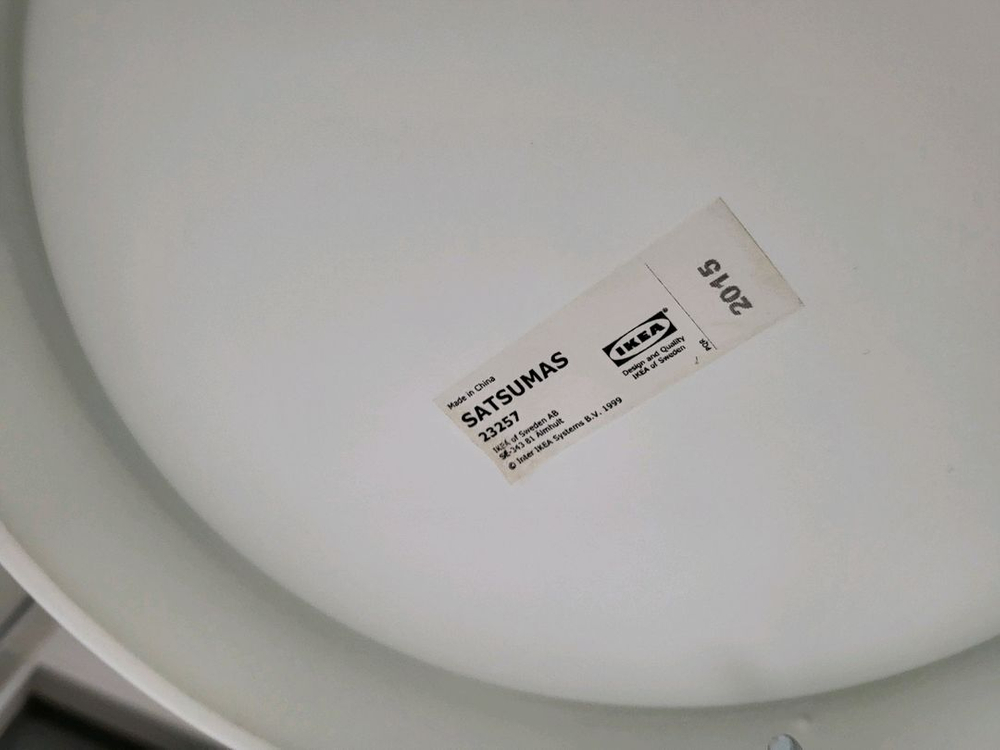 Made in China
SATSUMAS
23257
IKEA of Sweden AB
SE-343 81 Älmhult
© Inter IKEA Systems B.V. 1999
IKEA®
Design and Quality
IKEA of Sweden
2015